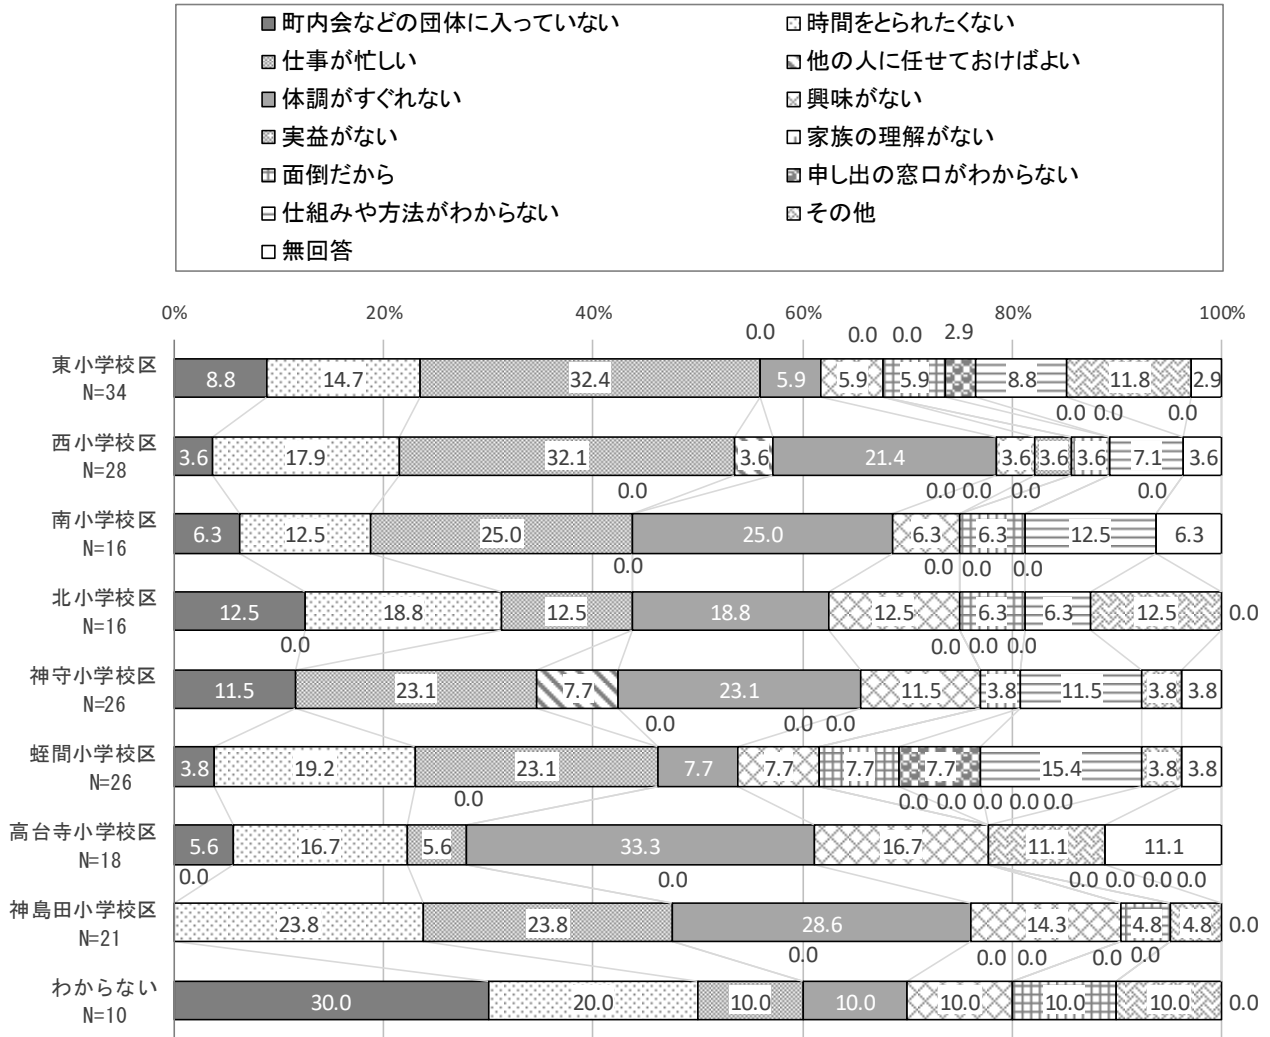 町内会などの団体に入っていない 時間をとられたくない
仕事が忙しい 他の人に任せておけばよい
体調がすぐれない 興味がない
実益がない 家族の理解がない
面倒だから 申し出の窓口がわからない
仕組みや方法がわからない その他
無回答
0% 20% 40% 60% 80% 100%
0.0 0.0 0.0 2.9
東小学校区
N=34
8.8 14.7 32.4 5.9 5.9 5.9 8.8 11.8 2.9
0.0 0.0 0.0
西小学校区
N=28
3.6 17.9 32.1 3.6 21.4 3.6 3.6 3.6 7.1 3.6
0.0 0.0 0.0 0.0 0.0
南小学校区
N=16
6.3 12.5 25.0 25.0 6.3 6.3 12.5 6.3
0.0 0.0 0.0 0.0
北小学校区
N=16
12.5 18.8 12.5 18.8 12.5 6.3 6.3 12.5 0.0
0.0 0.0 0.0 0.0
神守小学校区
N=26
11.5 23.1 7.7 23.1 11.5 3.8 11.5 3.8 3.8
0.0 0.0 0.0
蛭間小学校区
N=26
3.8 19.2 23.1 7.7 7.7 7.7 7.7 15.4 3.8 3.8
0.0 0.0 0.0 0.0 0.0 0.0
高台寺小学校区
N=18
5.6 16.7 5.6 33.3 16.7 11.1 11.1
0.0 0.0 0.0 0.0 0.0 0.0
神島田小学校区
N=21
23.8 23.8 28.6 14.3 4.8 4.8 0.0
0.0 0.0 0.0 0.0 0.0
わからない
N=10
30.0 20.0 10.0 10.0 10.0 10.0 10.0 0.0